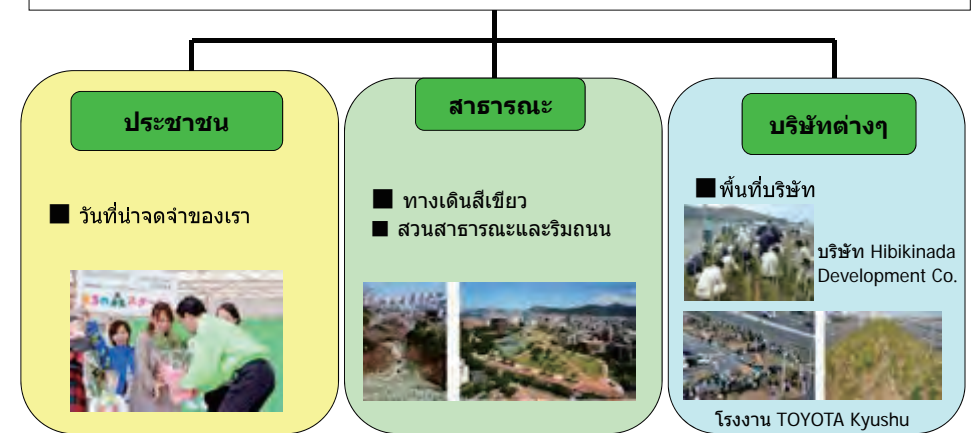 ประชาชน
■ วันที่น่าจดจำของเรา
สาธารณะ
■ ทางเดินสีเขียว
■ สวนสาธารณะและริมถนน
บริษัทต่างๆ
■ พื้นที่บริษัท
บริษัท Hibikinada
Development Co.
โรงงาน TOYOTA Kyushu